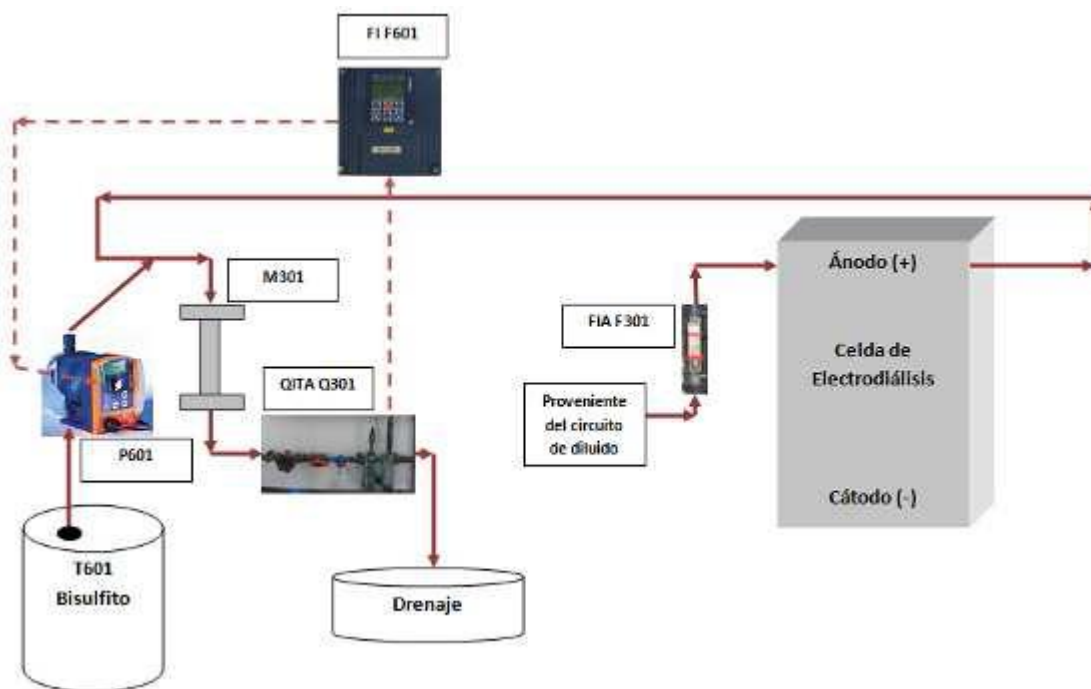 FI F601
M301
QITA Q301
P601
T601
Bisulfito
Drenaje
FIA F301
Proveniente
del circuito
de diluido
Ánodo (+)
Celda de
Electrodiálisis
Cátodo (-)